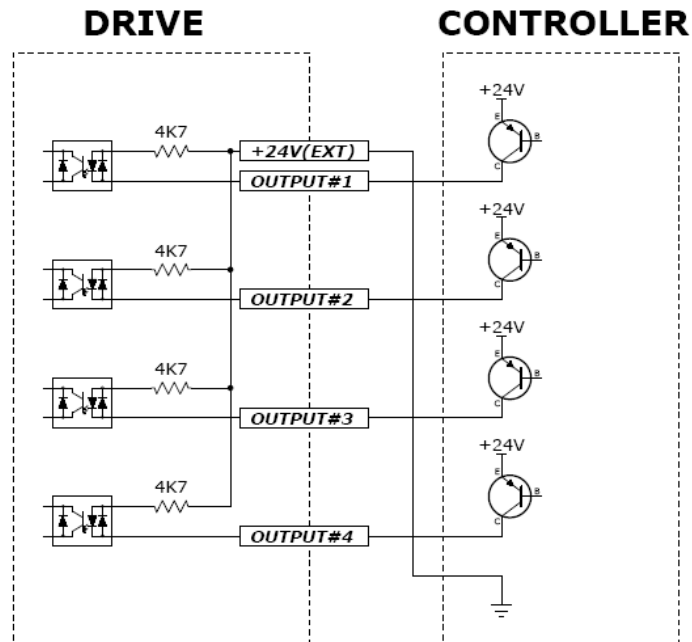 DRIVE
CONTROLLER
+24V
E
B
C
4K7
+24V(EXT)
OUTPUT#1
+24V
E
B
C
4K7
OUTPUT#2
+24V
E
B
C
4K7
OUTPUT#3
+24V
E
B
C
4K7
OUTPUT#4